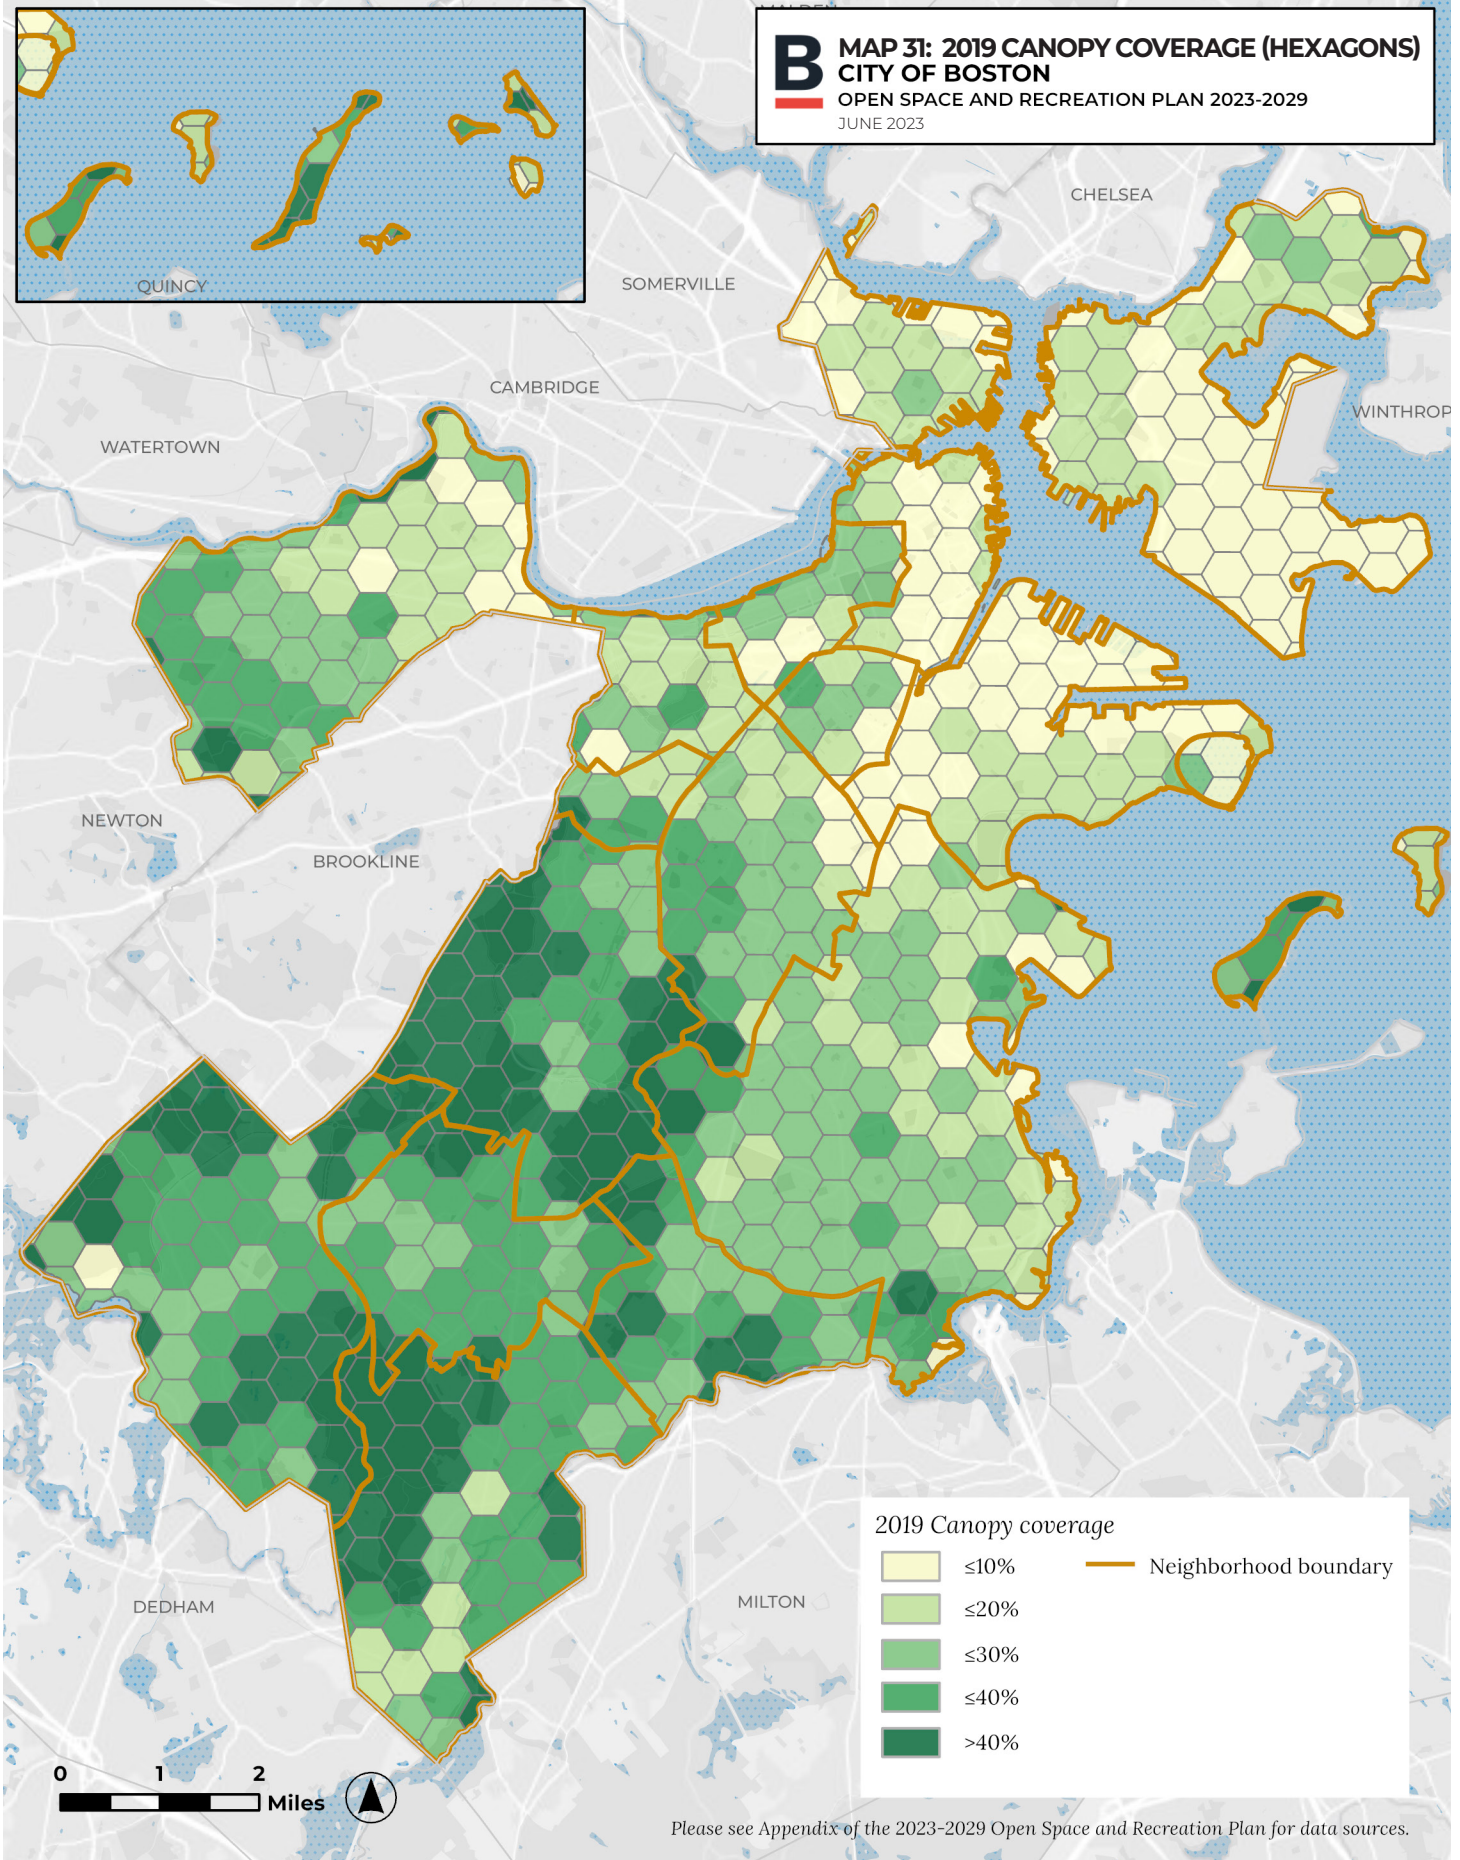 MALDEN
B
MAP 31: 2019 CANOPY COVERAGE (HEXAGONS)
CITY OF BOSTON
OPEN SPACE AND RECREATION PLAN 2023-2029
JUNE 2023
CHELSEA
QUINCY
SOMERVILLE
CAMBRIDGE
WINTHROP
WATERTOWN
NEWTON
BROOKLINE
2019 Canopy coverage
≤10%
Neighborhood boundary
≤20%
≤30%
≤40%
>40%
DEDHAM
MILTON
0 1 2
Miles
Please see Appendix of the 2023-2029 Open Space and Recreation Plan for data sources.